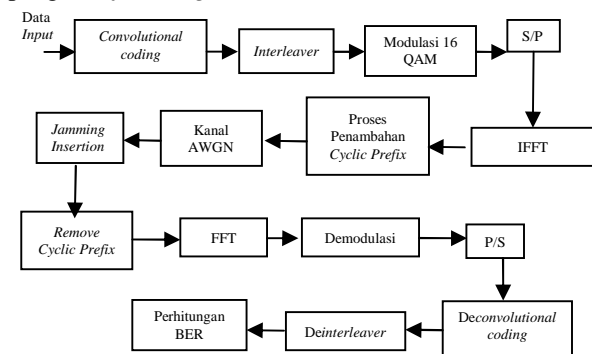 Data
Input
Convolutional
coding
Interleaver
Modulasi 16
QAM
S/P
IFFT
Proses
Penambahan
Cyclic Prefix
Kanal
AWGN
Jamming
Insertion
Remove
Cyclic Prefix
FFT
Demodulasi
P/S
Deconvolutional
coding
Deinterleaver
Perhitungan
BER